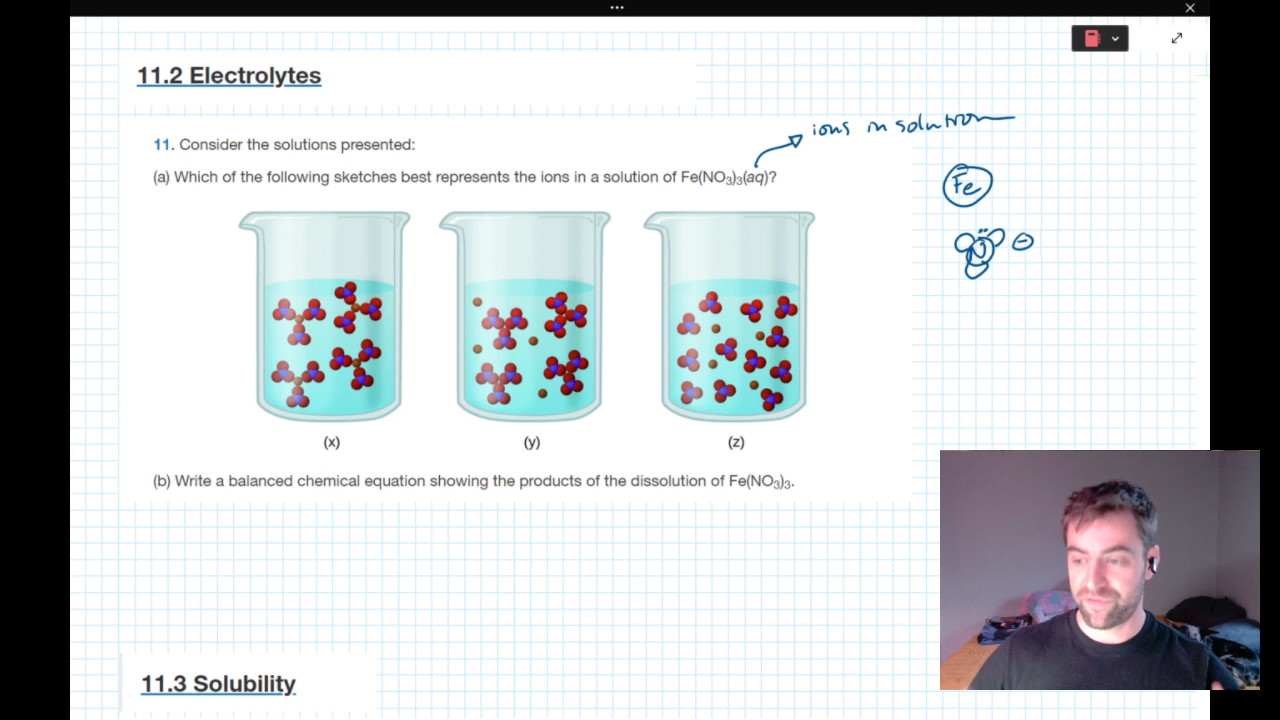 11.2 Electrolytes
11. Consider the solutions presented:
ions in solution
(a) Which of the following sketches best represents the ions in a solution of Fe(NO₃)₃(aq)?
Fe
N
(x) (y) (z)
(b) Write a balanced chemical equation showing the products of the dissolution of Fe(NO₃)₃.
11.3 Solubility